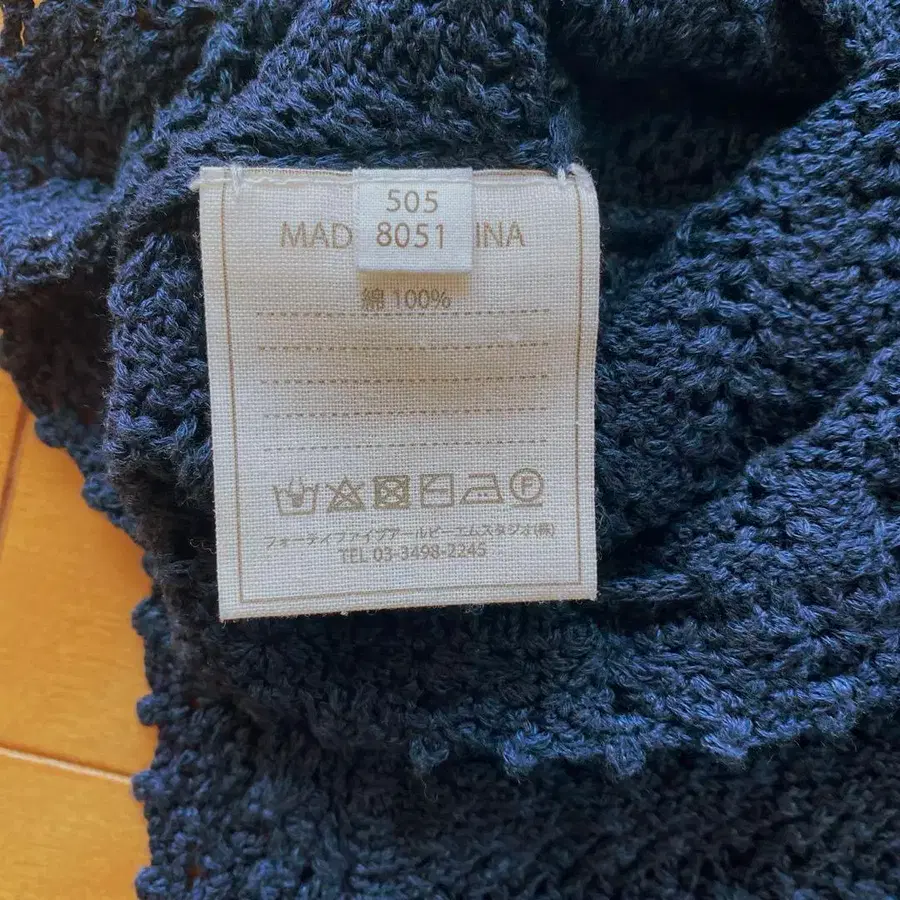 505
8051
MAD INA
綿 100%
フォーティファイブアールピーエムスタジオ(株)
TEL 03-3498-2245